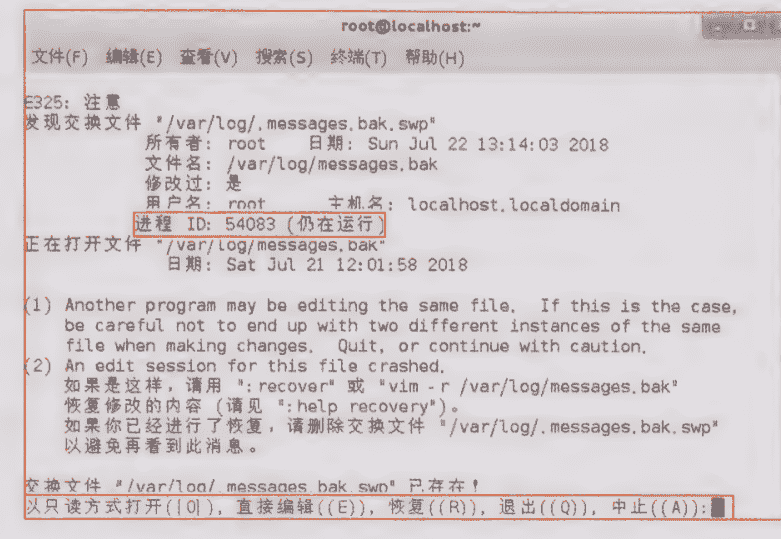 root@localhost:~
文件(F) 编辑(E) 查看(V) 搜索(S) 终端(T) 帮助(H)
E325: 注意
发现交换文件 "/var/log/.messages.bak.swp"
所有者: root 日期: Sun Jul 22 13:14:03 2018
文件名: /var/log/messages.bak
修改过: 是
用户名: root 主机名: localhost.localdomain
进程 ID: 54083 (仍在运行)
正在打开文件 "/var/log/messages.bak"
日期: Sat Jul 21 12:01:58 2018
(1) Another program may be editing the same file. If this is the case,
be careful not to end up with two different instances of the same
file when making changes. Quit, or continue with caution.
(2) An edit session for this file crashed.
如果是这样，请用 ":recover" 或 "vim -r /var/log/messages.bak"
恢复修改的内容 (请见 ":help recovery")。
如果你已经进行了恢复，请删除交换文件 "/var/log/.messages.bak.swp"
以避免再看到此消息。
交换文件 "/var/log/.messages.bak.swp" 已存在！
以只读方式打开([O]), 直接编辑((E)), 恢复((R)), 退出((Q)), 中止((A)):